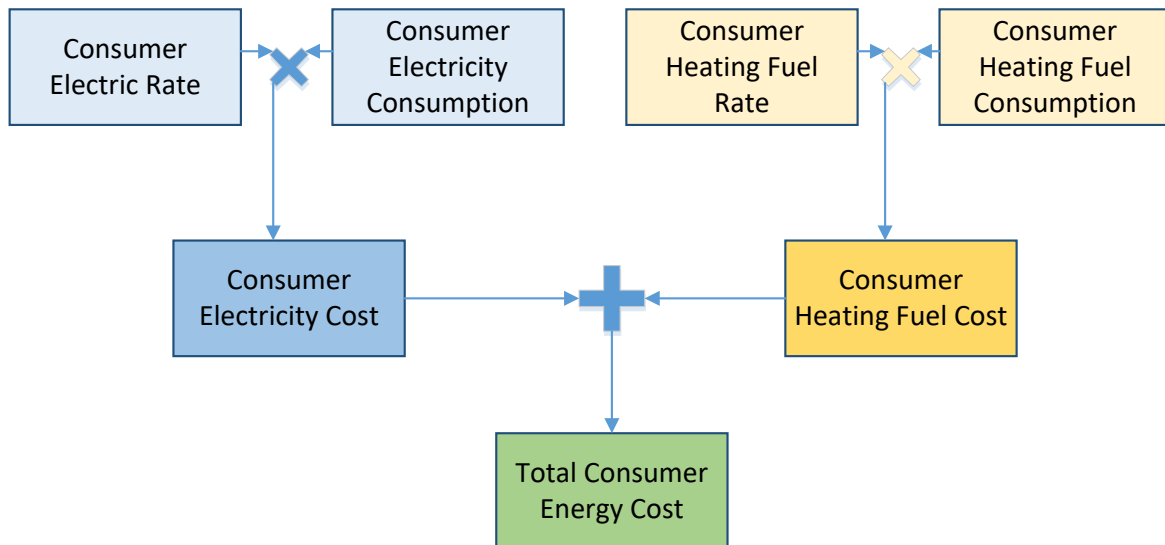 Consumer
Electric Rate
Consumer
Electricity
Consumption
Consumer
Heating Fuel
Rate
Consumer
Heating Fuel
Consumption
Consumer
Electricity Cost
Consumer
Heating Fuel Cost
Total Consumer
Energy Cost